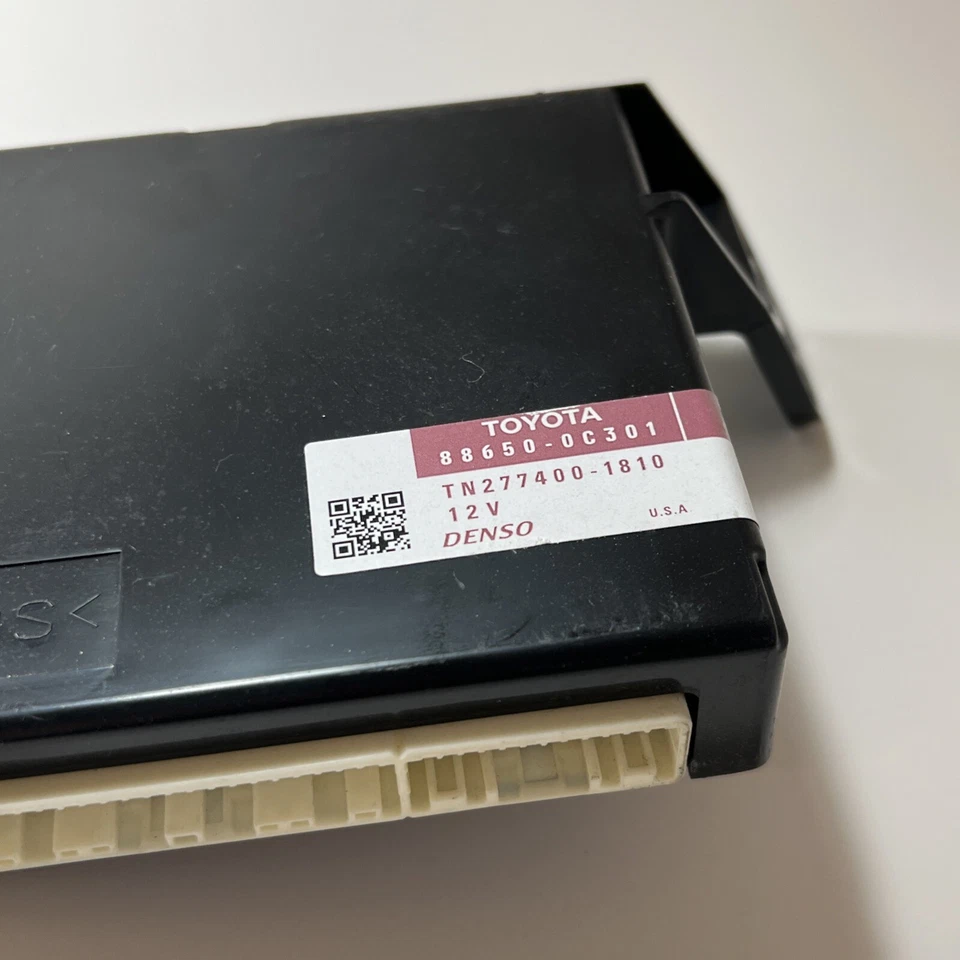 TOYOTA
88650-0C301
TN277400-1810
12V
DENSO
U.S.A
S<